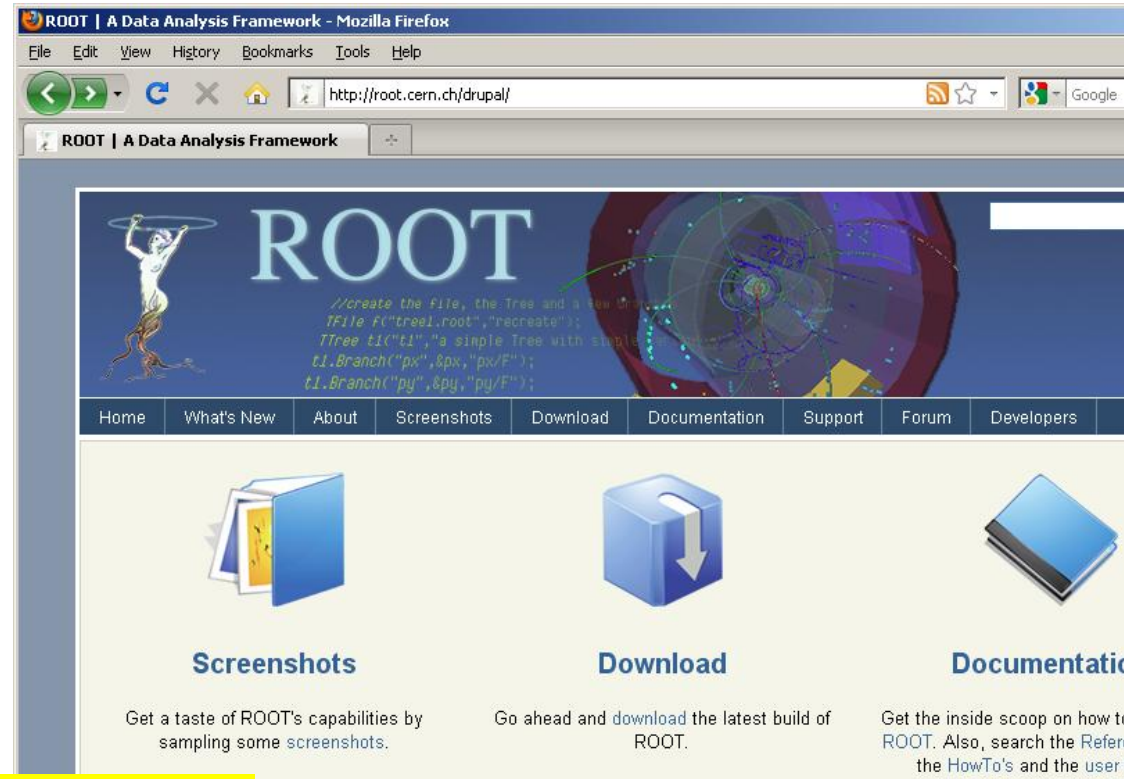 ROOT | A Data Analysis Framework - Mozilla Firefox
File Edit View History Bookmarks Tools Help
http://root.cern.ch/drupal/
Google
ROOT | A Data Analysis Framework
ROOT
//create the file, the Tree and a few
TFile f("tree1.root","recreate");
TTree t1("t1","a simple Tree with simple
t1.Branch("px",&px,"px/F");
t1.Branch("py",&py,"py/F");
Home What's New About Screenshots Download Documentation Support Forum Developers
Screenshots
Download
Documentatio
Get a taste of ROOT's capabilities by
sampling some screenshots.
Go ahead and download the latest build of
ROOT.
Get the inside scoop on how to
ROOT. Also, search the Refer
the HowTo's and the user